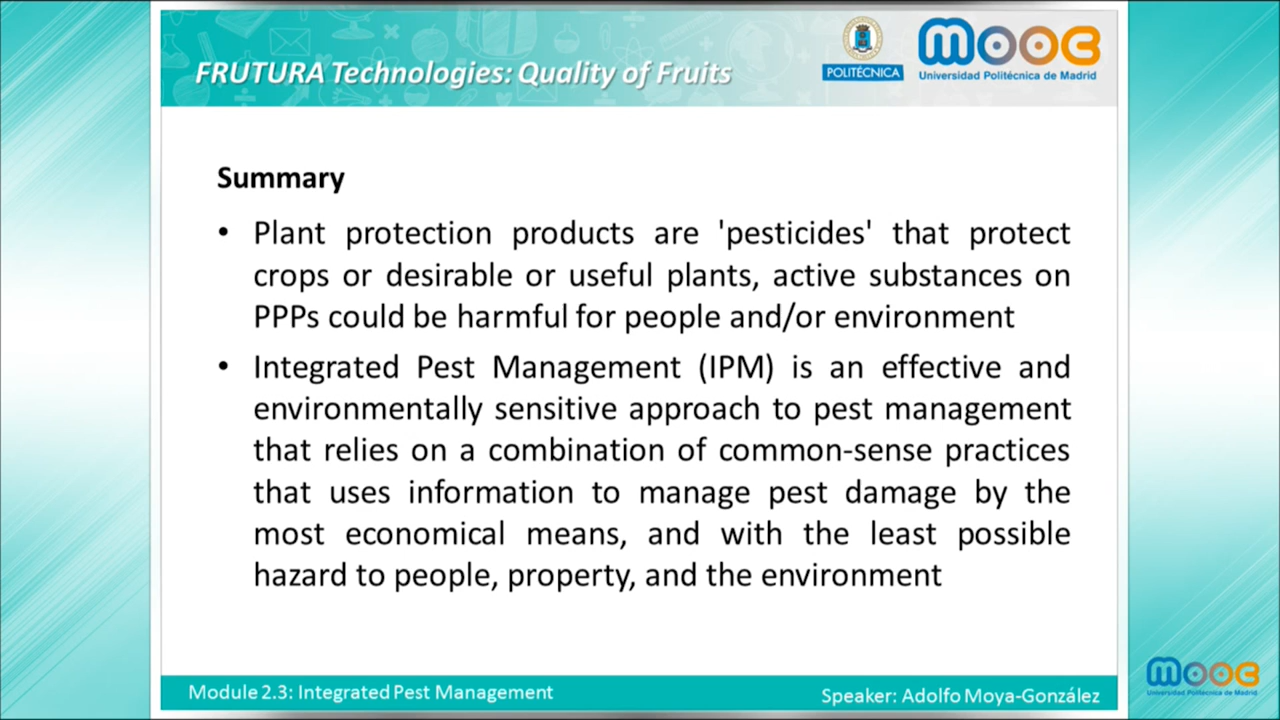 FRUTURA Technologies: Quality of Fruits
POLITÉCNICA
mooc
Universidad Politécnica de Madrid
Summary
• Plant protection products are 'pesticides' that protect
crops or desirable or useful plants, active substances on
PPPs could be harmful for people and/or environment
• Integrated Pest Management (IPM) is an effective and
environmentally sensitive approach to pest management
that relies on a combination of common-sense practices
that uses information to manage pest damage by the
most economical means, and with the least possible
hazard to people, property, and the environment
Module 2.3: Integrated Pest Management
Speaker: Adolfo Moya-González
mooc
Universidad Politécnica de Madrid